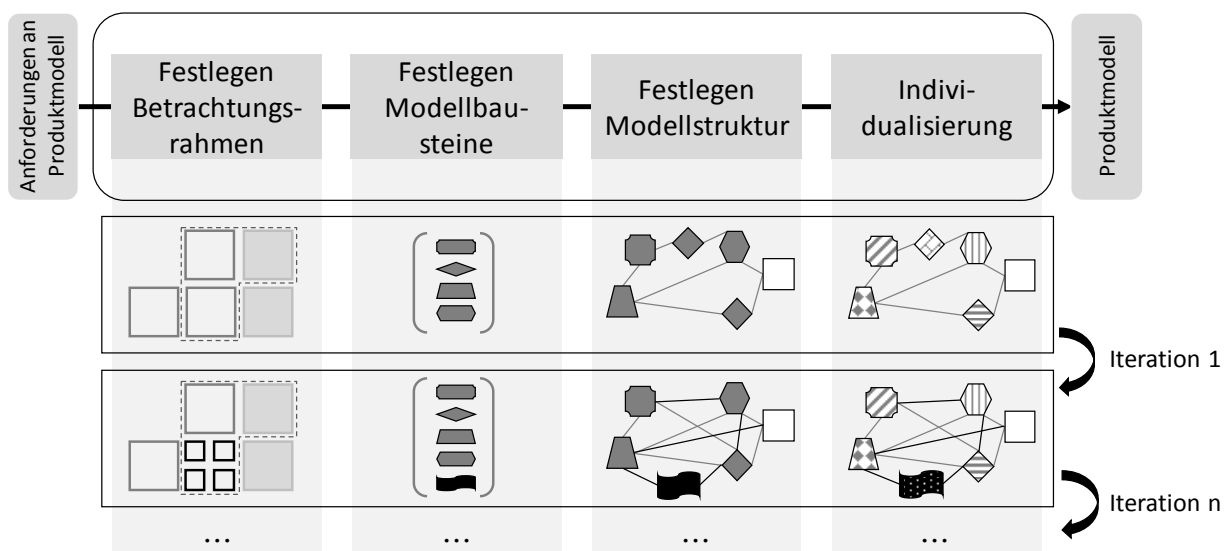 Anforderungen an
Produktmodell
Festlegen
Betrachtungs-
rahmen
Festlegen
Modellbau-
steine
Festlegen
Modellstruktur
Indivi-
dualisierung
Produktmodell
Iteration 1
Iteration n
...
...
...
...